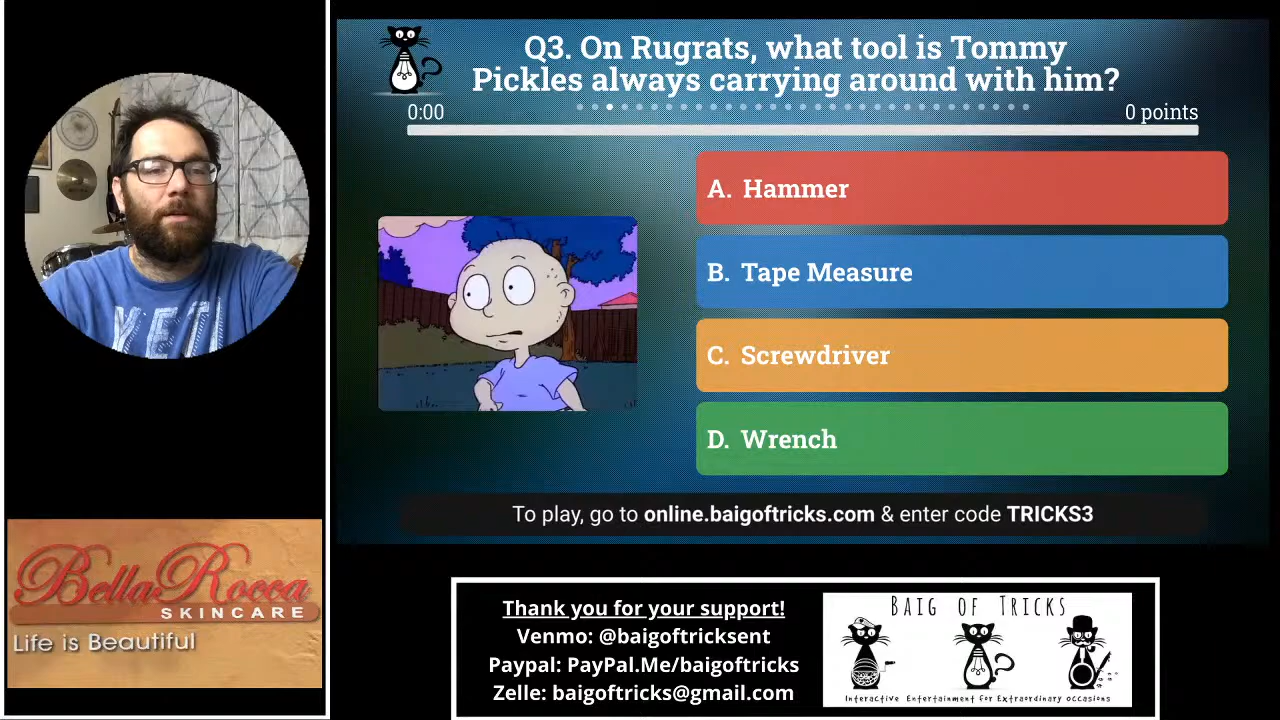 Q3. On Rugrats, what tool is Tommy
Pickles always carrying around with him?
0:00
0 points
A. Hammer
B. Tape Measure
C. Screwdriver
D. Wrench
To play, go to online.baigoftricks.com & enter code TRICKS3
YETI
BellaRocca
SKINCARE
Life is Beautiful
Thank you for your support!
Venmo: @baigoftricksent
Paypal: PayPal.Me/baigoftricks
Zelle: baigoftricks@gmail.com
BAIG OF TRICKS
Interactive Entertainment for Extraordinary occasions